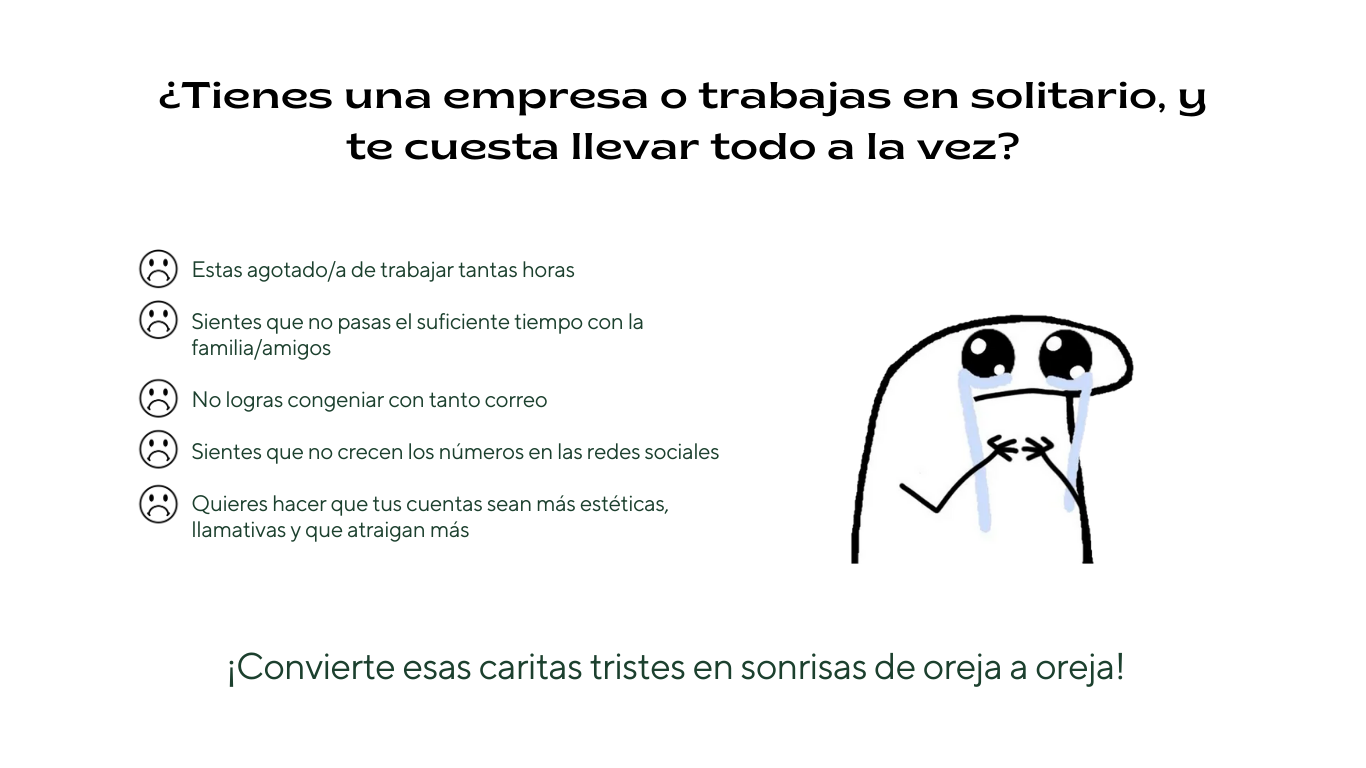 ¿Tienes una empresa o trabajas en solitario, y
te cuesta llevar todo a la vez?
Estas agotado/a de trabajar tantas horas
Sientes que no pasas el suficiente tiempo con la
familia/amigos
No logras congeniar con tanto correo
Sientes que no crecen los números en las redes sociales
Quieres hacer que tus cuentas sean más estéticas,
llamativas y que atraigan más
¡Convierte esas caritas tristes en sonrisas de oreja a oreja!